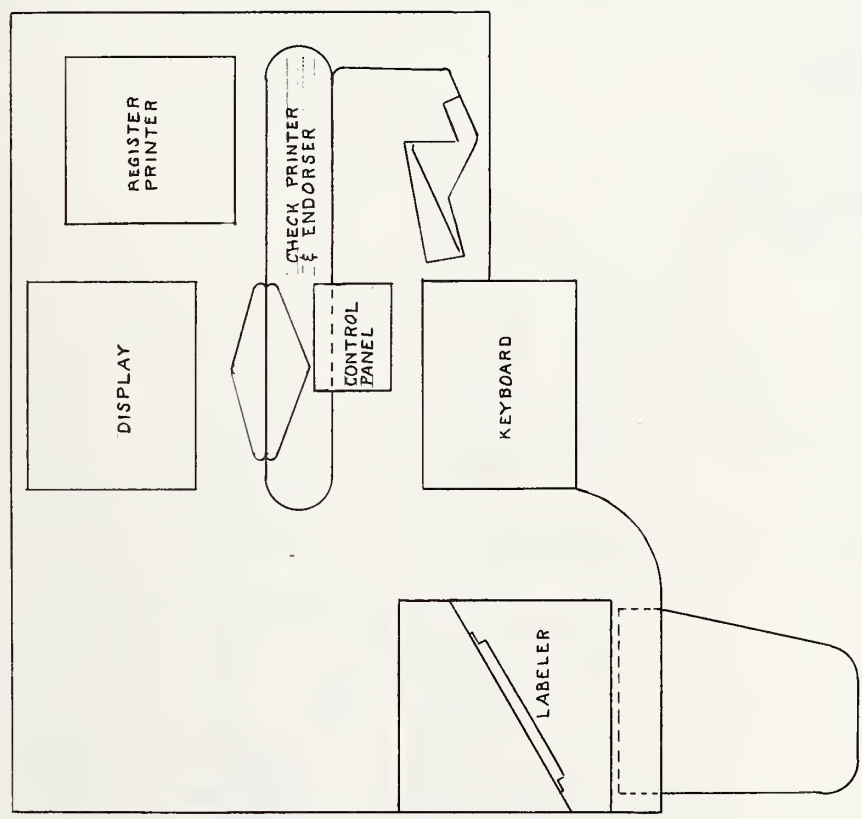 REGISTER
PRINTER
CHECK PRINTER
& ENDORSER
DISPLAY
CONTROL
PANEL
KEYBOARD
LABELER